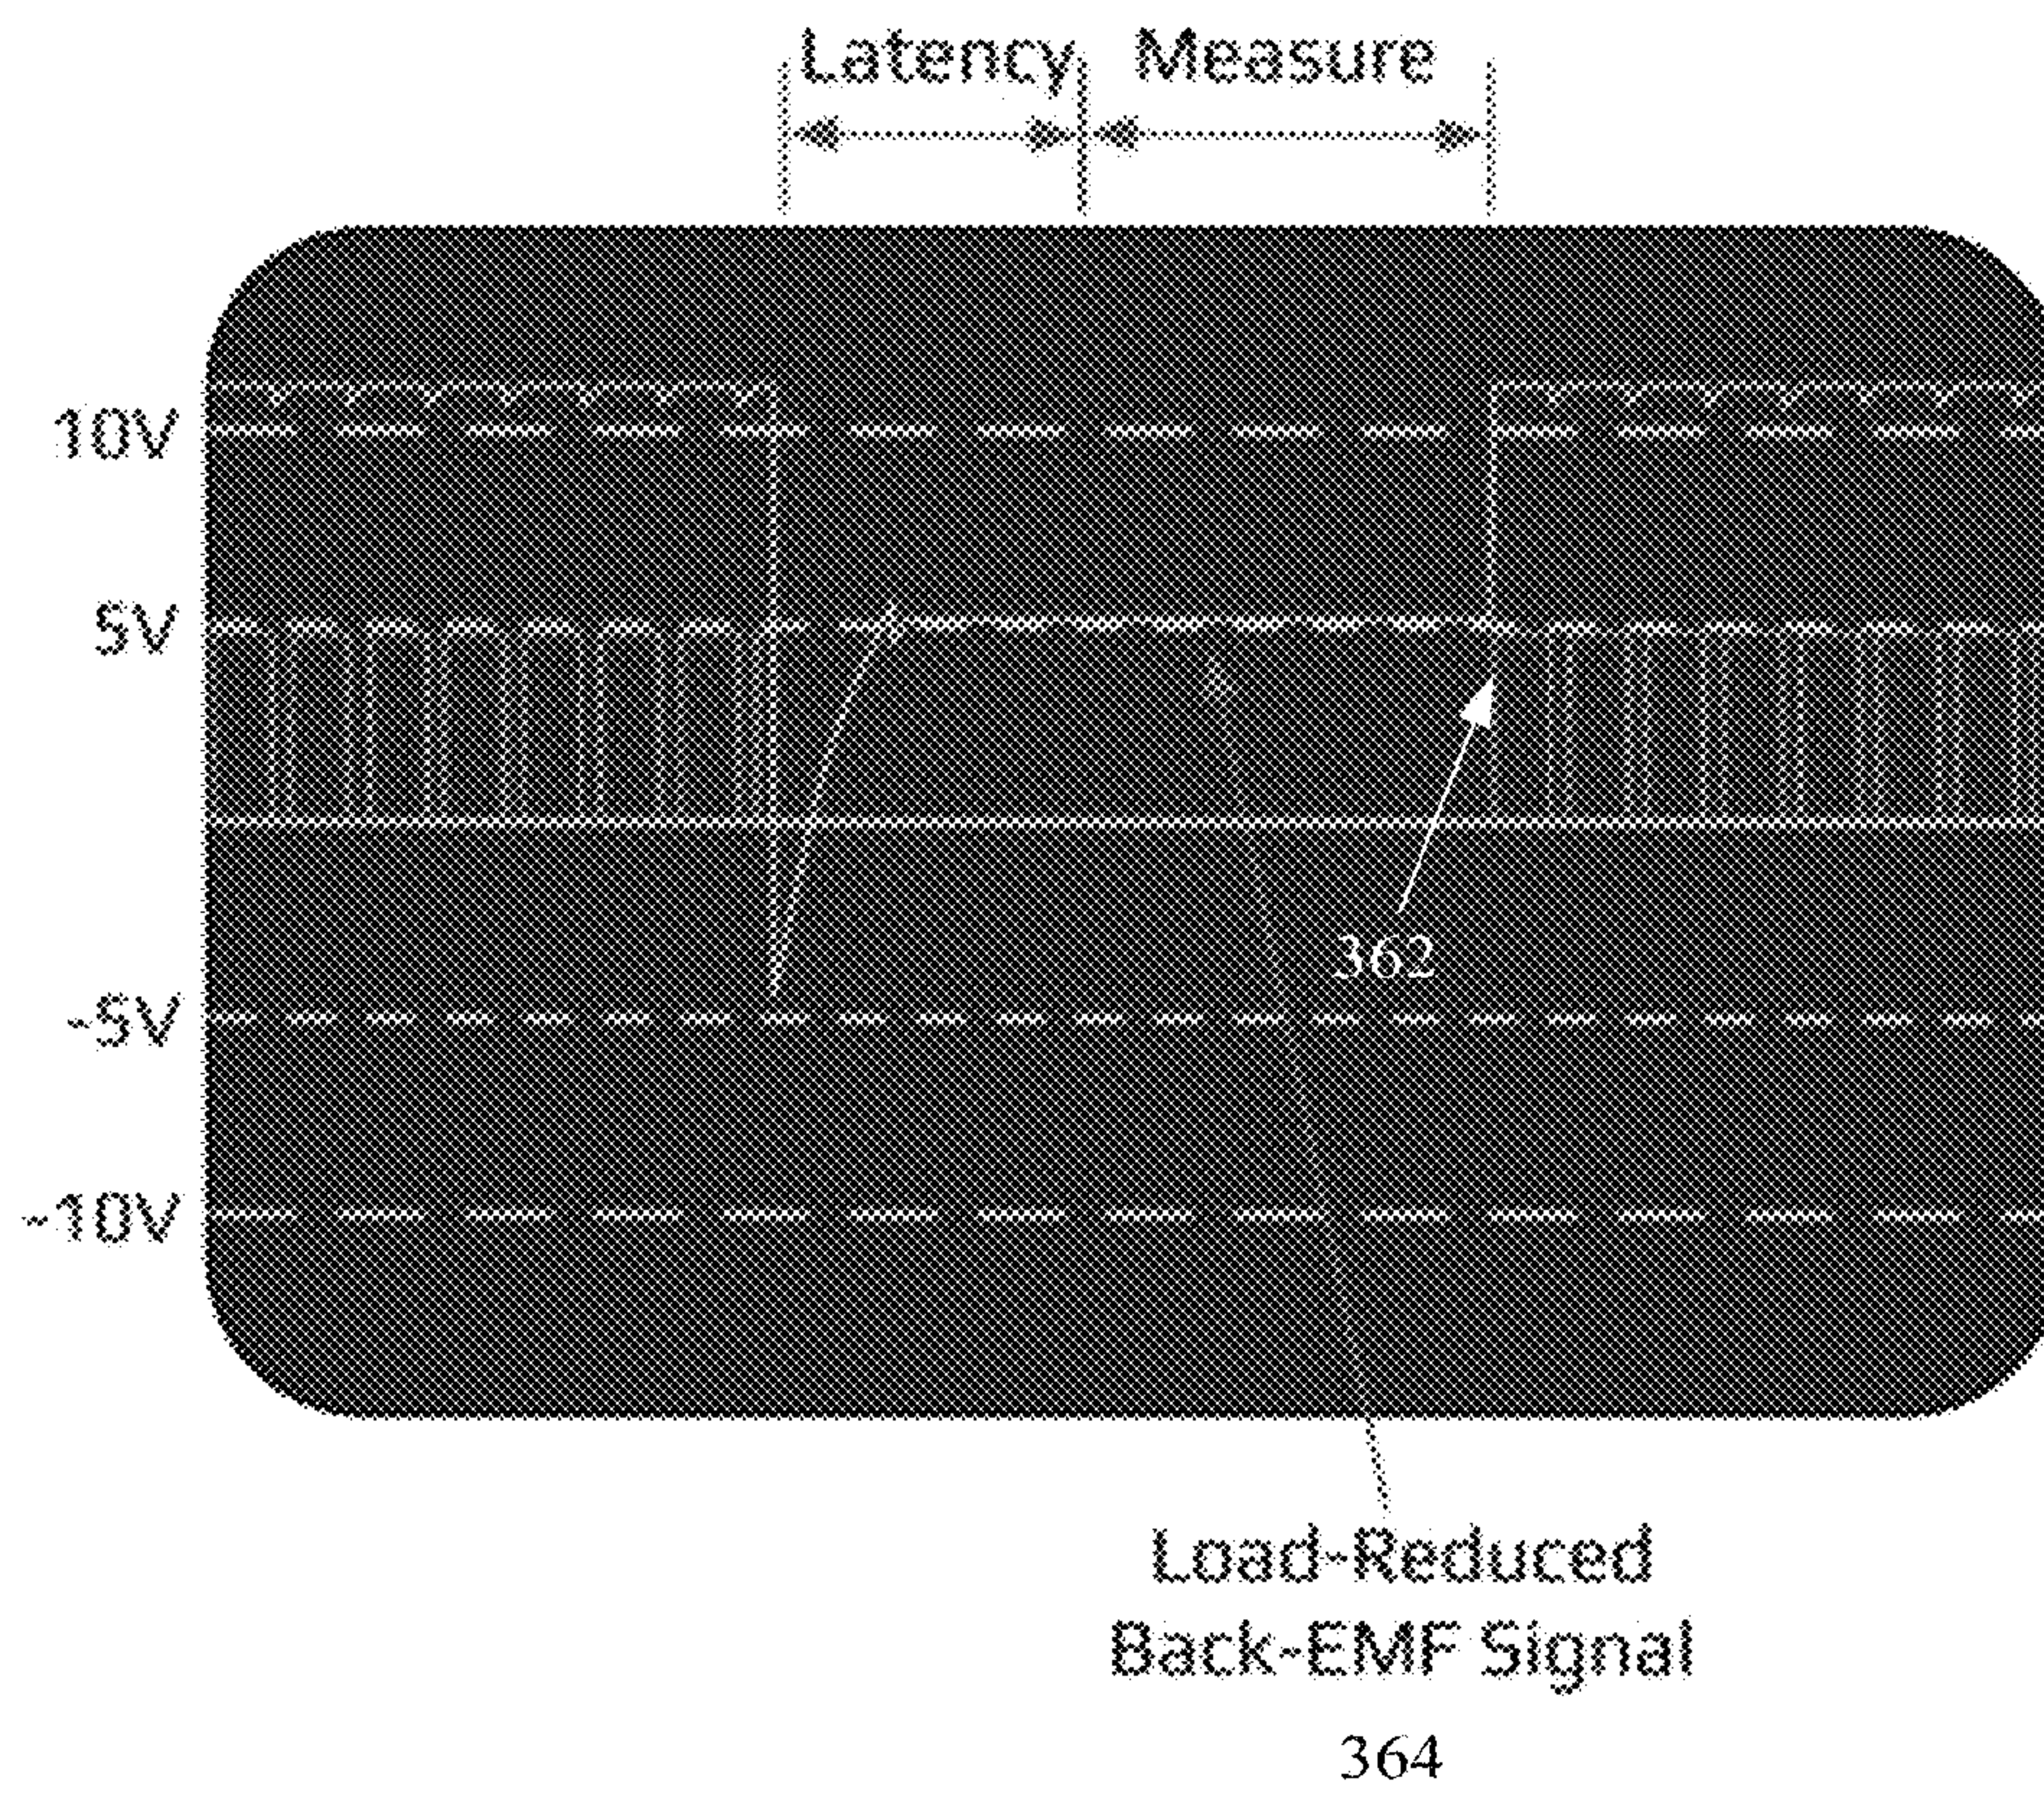 Latency Measure
10V
5V
362
-5V
-10V
Load-Reduced
Back-EMF Signal
364